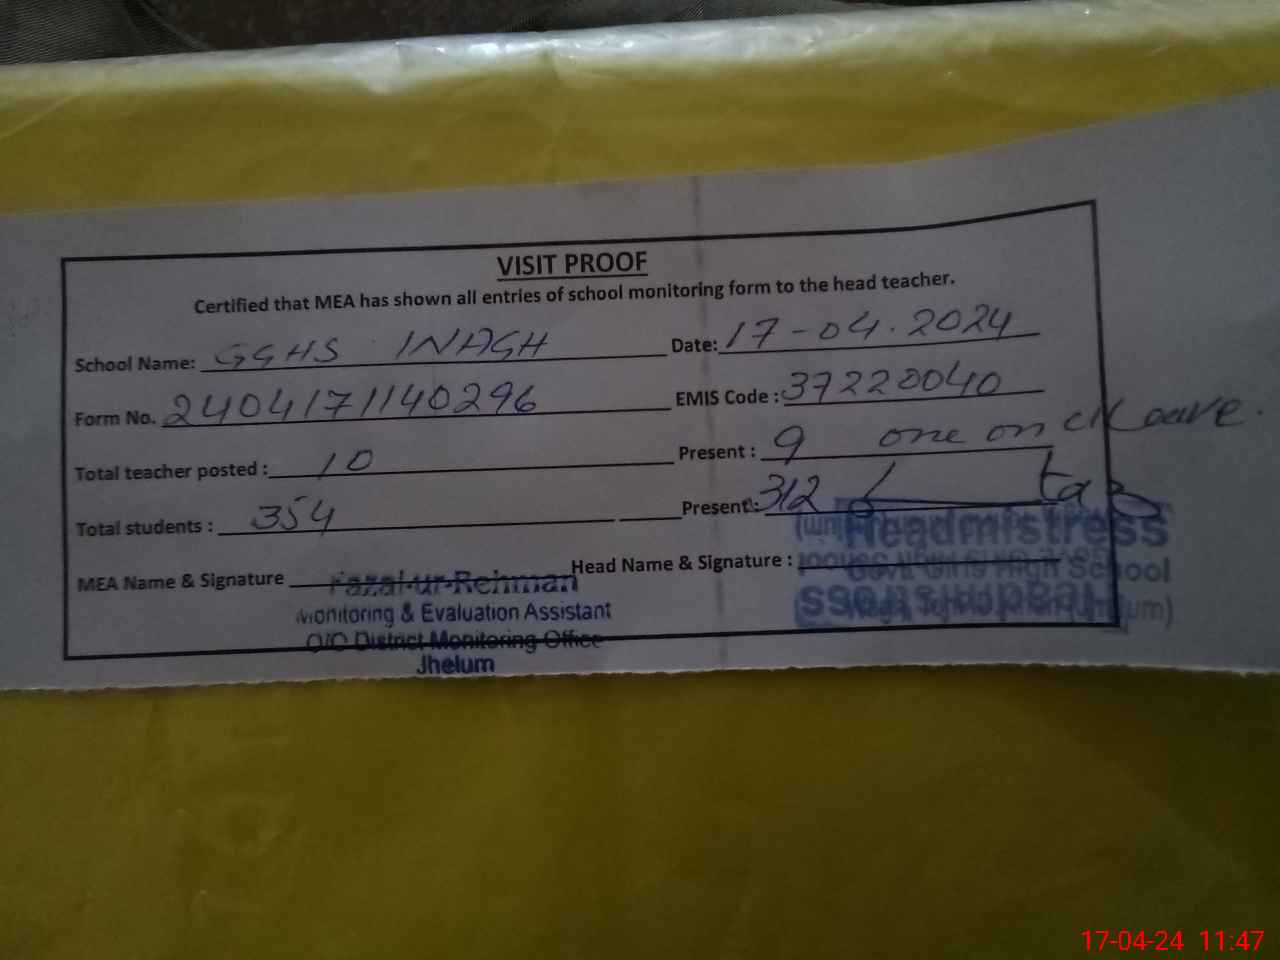 VISIT PROOF
Certified that MEA has shown all entries of school monitoring form to the head teacher.
School Name: GGHS INAGH Date: 17-04.2024
Form No. 2404171140296 EMIS Code : 37220040
Total teacher posted : 10 Present : 9 one on leave.
Total students : 354 Present: 312
MEA Name & Signature Fazal-ur-Rehman Head Name & Signature :
Monitoring & Evaluation Assistant
O/O District Monitoring Office
Jhelum
Headmistress
Govt. Girls High School
17-04-24 11:47